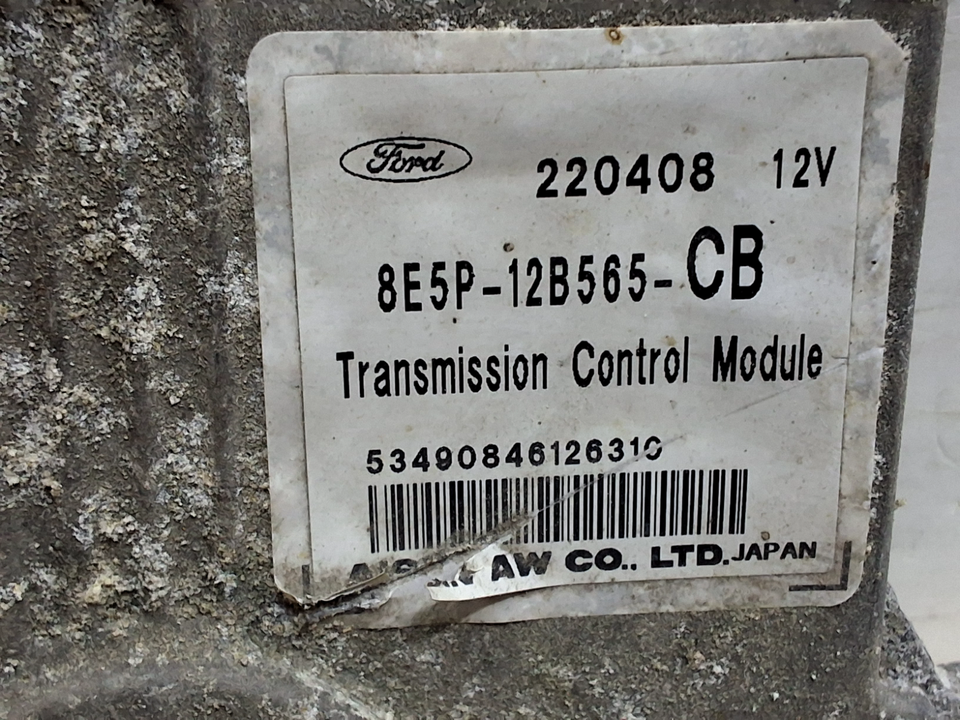 Ford 220408 12V
8E5P-12B565-CB
Transmission Control Module
53490846126310
AW CO., LTD. JAPAN